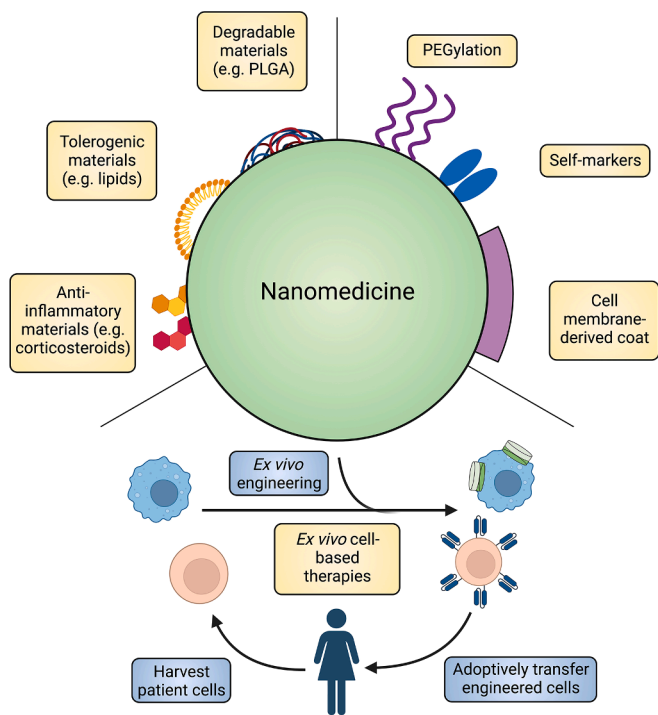 Degradable
materials
(e.g. PLGA)
PEGylation
Tolerogenic
materials
(e.g. lipids)
Self-markers
Anti-
inflammatory
materials (e.g.
corticosteroids)
Nanomedicine
Cell
membrane-
derived coat
Ex vivo
engineering
Ex vivo cell-
based
therapies
Harvest
patient cells
Adoptively transfer
engineered cells